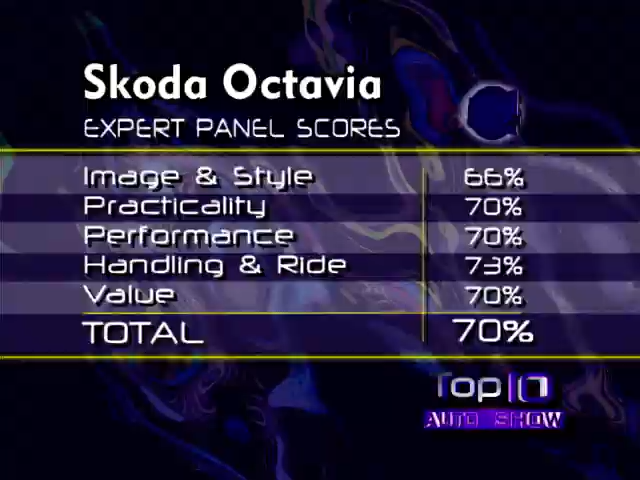 Skoda Octavia
EXPERT PANEL SCORES
Image & Style 66%
Practicality 70%
Performance 70%
Handling & Ride 73%
Value 70%
TOTAL 70%
Top 10
AUTO SHOW